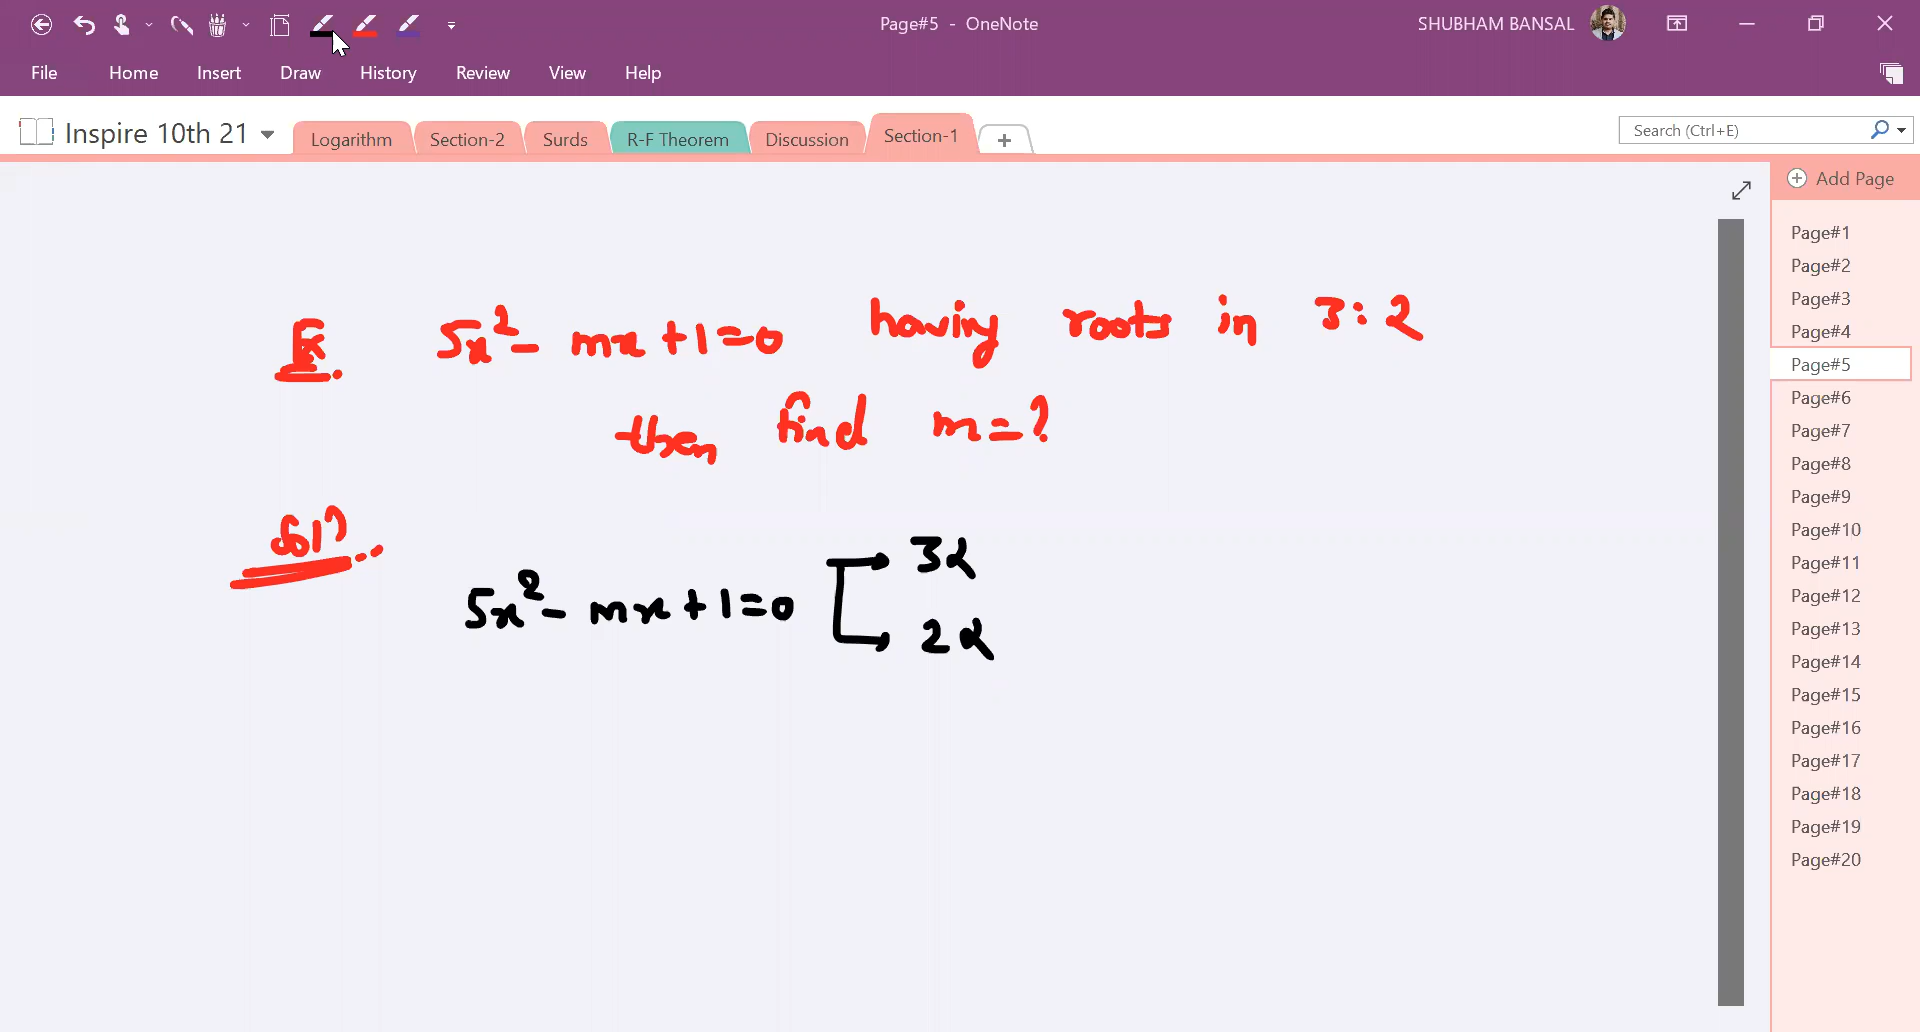 Page#5 - OneNote
SHUBHAM BANSAL
File Home Insert Draw History Review View Help
Inspire 10th 21
Logarithm Section-2 Surds R-F Theorem Discussion Section-1
Search (Ctrl+E)
Add Page
Page#1
Page#2
Page#3
Page#4
Page#5
Page#6
Page#7
Page#8
Page#9
Page#10
Page#11
Page#12
Page#13
Page#14
Page#15
Page#16
Page#17
Page#18
Page#19
Page#20
Ex. 5x² - mx + 1 = 0 having roots in 3:2
then find m = ?
Solⁿ..
3α
5x² - mx + 1 = 0
2α